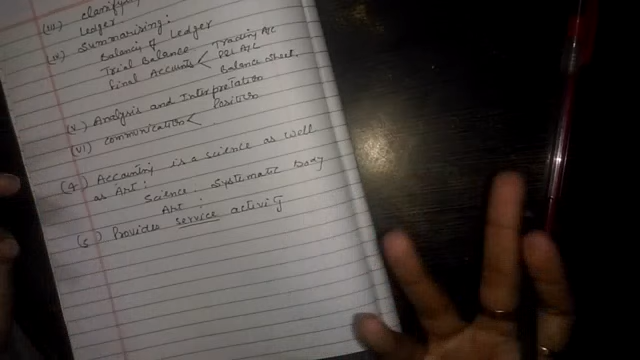 (iii) Clarify
Ledger
(iv) Summarising:
Balancing of Ledger
Trial Balance
Final Accounts < Trading A/c
P&L A/c
Balance sheet.
(v) Analysis and Interpretation
(vi) Communication < Position
(4) Accounting is a science as well
as Art:
Science: Systematic Body
Art:
(5) Provides service activity